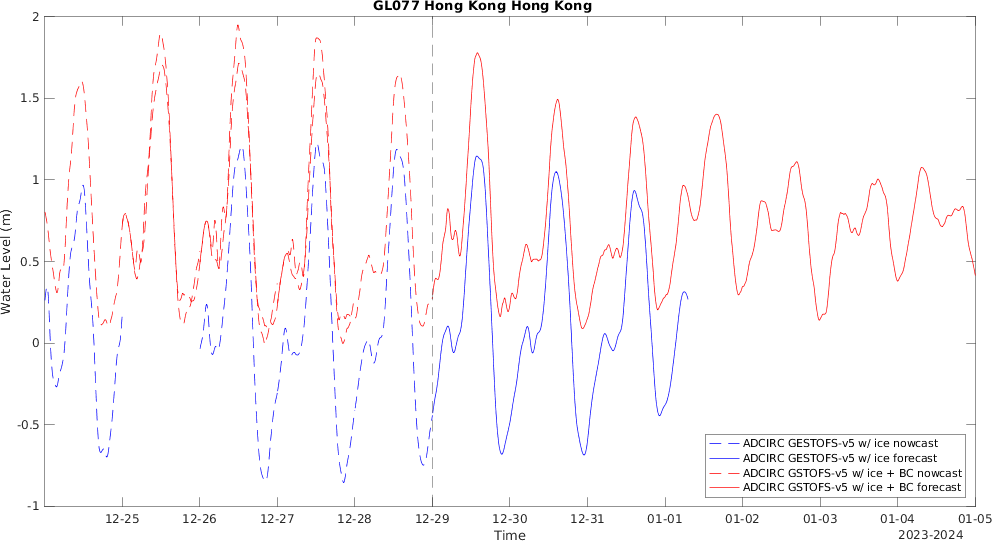 GL077 Hong Kong Hong Kong
2
1.5
1
0.5
0
-0.5
-1
Water Level (m)
ADCIRC GESTOFS-v5 w/ ice nowcast
ADCIRC GESTOFS-v5 w/ ice forecast
ADCIRC GSTOFS-v5 w/ ice + BC nowcast
ADCIRC GSTOFS-v5 w/ ice + BC forecast
12-25 12-26 12-27 12-28 12-29 12-30 12-31 01-01 01-02 01-03 01-04 01-05
Time
2023-2024